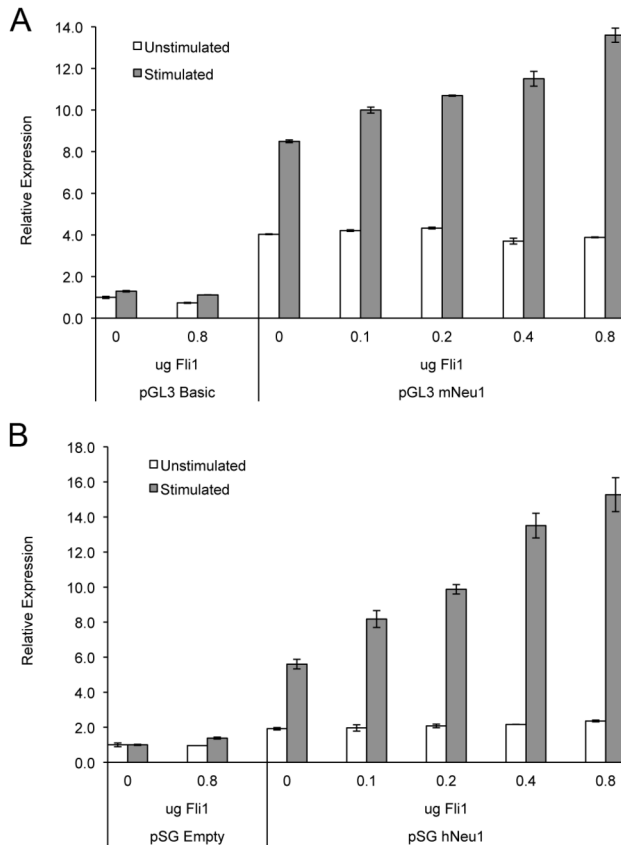 A
Unstimulated
Stimulated
Relative Expression
14.0
12.0
10.0
8.0
6.0
4.0
2.0
0.0
0 0.8 0 0.1 0.2 0.4 0.8
ug Fli1 ug Fli1
pGL3 Basic pGL3 mNeu1
B
Unstimulated
Stimulated
Relative Expression
18.0
16.0
14.0
12.0
10.0
8.0
6.0
4.0
2.0
0.0
0 0.8 0 0.1 0.2 0.4 0.8
ug Fli1 ug Fli1
pSG Empty pSG hNeu1